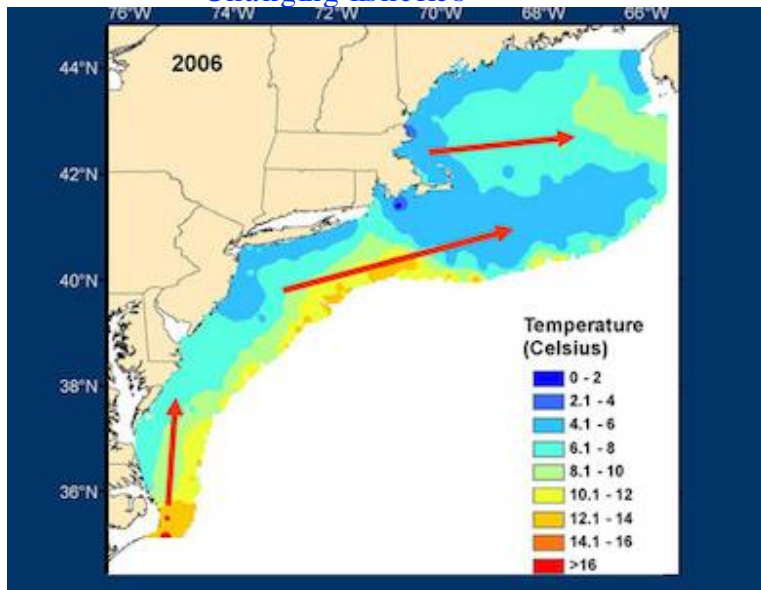 Changing fisheries
76°W 74°W 72°W 70°W 68°W 66°W
2006
44°N
42°N
40°N
38°N
36°N
Temperature
(Celsius)
0 - 2
2.1 - 4
4.1 - 6
6.1 - 8
8.1 - 10
10.1 - 12
12.1 - 14
14.1 - 16
>16